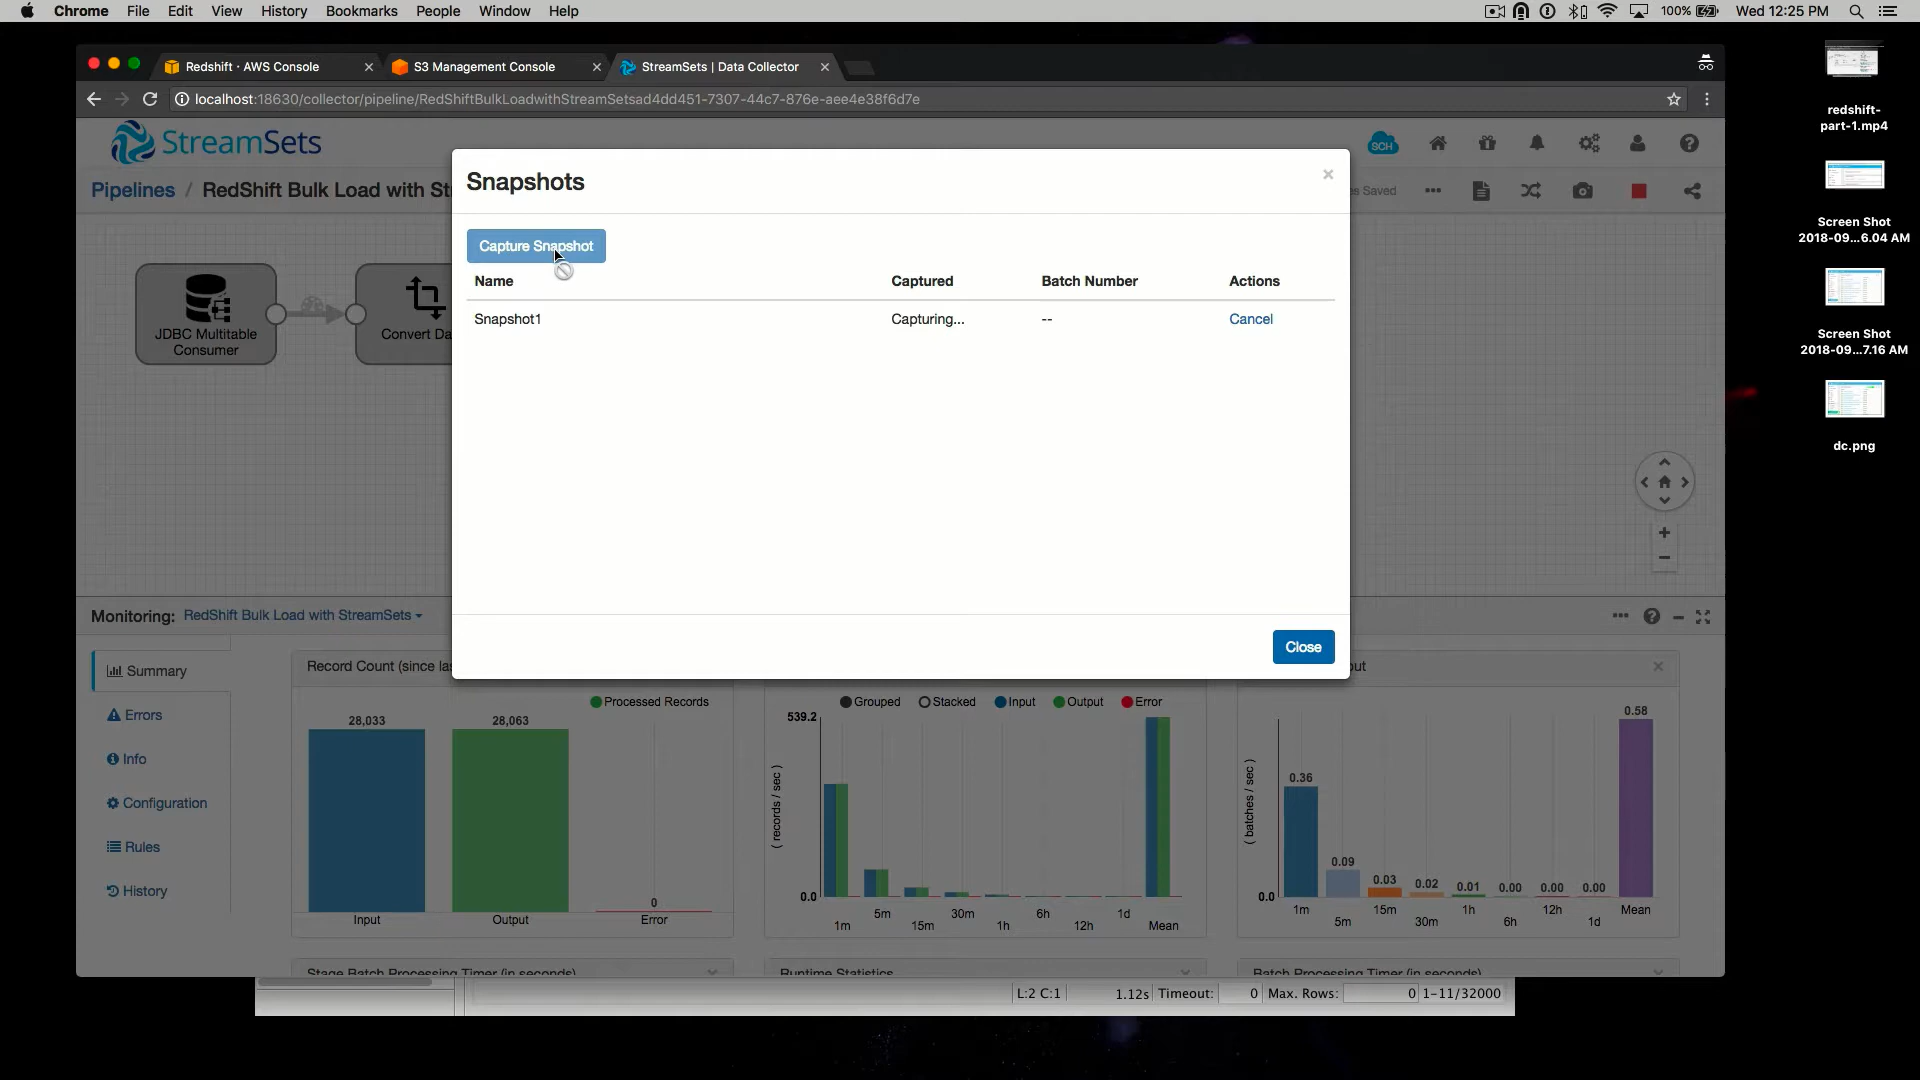 Chrome File Edit View History Bookmarks People Window Help 100% Wed 12:25 PM
Redshift · AWS Console
S3 Management Console
StreamSets | Data Collector
localhost:18630/collector/pipeline/RedShiftBulkLoadwithStreamSetsad4dd451-7307-44c7-876e-aee4e38f6d7e
StreamSets
SCH
Pipelines / RedShift Bulk Load with St
es Saved
JDBC Multitable
Consumer
Convert Da
Snapshots
Capture Snapshot
Name Captured Batch Number Actions
Snapshot1 Capturing... -- Cancel
Close
Monitoring: RedShift Bulk Load with StreamSets
Summary
Errors
Info
Configuration
Rules
History
Record Count (since las
Processed Records
28,033
28,063
0
Input
Output
Error
Grouped Stacked Input Output Error
539.2
0.0
( records / sec )
1m
5m
15m
30m
1h
6h
12h
1d
Mean
out
( batches / sec )
0.0
0.36
0.09
0.03
0.02
0.01
0.00
0.00
0.00
0.58
1m
5m
15m
30m
1h
6h
12h
1d
Mean
Stage Batch Processing Timer (in seconds)
Runtime Statistics
Batch Processing Timer (in seconds)
L:2 C:1 1.12s Timeout: 0 Max. Rows: 0 1-11/32000
redshift-
part-1.mp4
Screen Shot
2018-09...6.04 AM
Screen Shot
2018-09...7.16 AM
dc.png